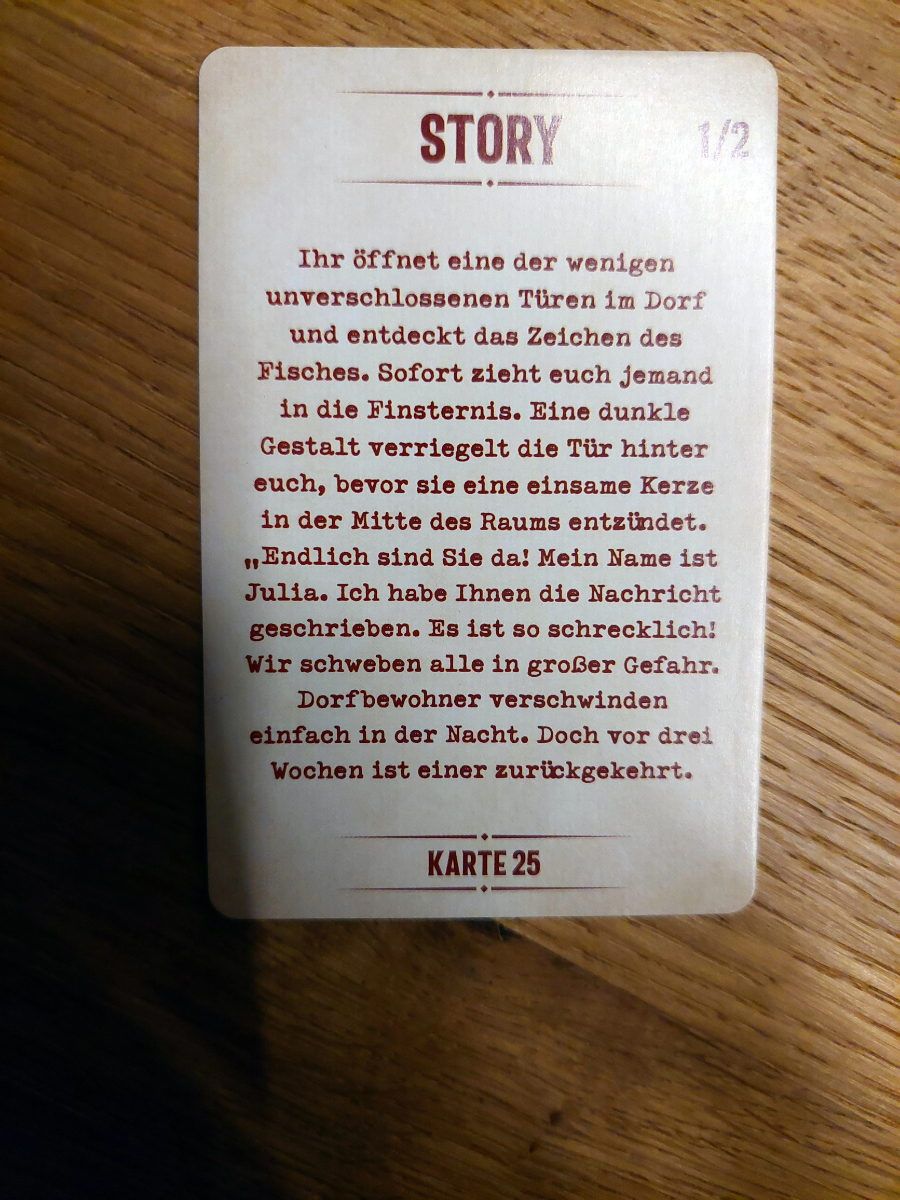 STORY
1/2
Ihr öffnet eine der wenigen
unverschlossenen Türen im Dorf
und entdeckt das Zeichen des
Fisches. Sofort zieht euch jemand
in die Finsternis. Eine dunkle
Gestalt verriegelt die Tür hinter
euch, bevor sie eine einsame Kerze
in der Mitte des Raums entzündet.
„Endlich sind Sie da! Mein Name ist
Julia. Ich habe Ihnen die Nachricht
geschrieben. Es ist so schrecklich!
Wir schweben alle in großer Gefahr.
Dorfbewohner verschwinden
einfach in der Nacht. Doch vor drei
Wochen ist einer zurückgekehrt.
KARTE 25